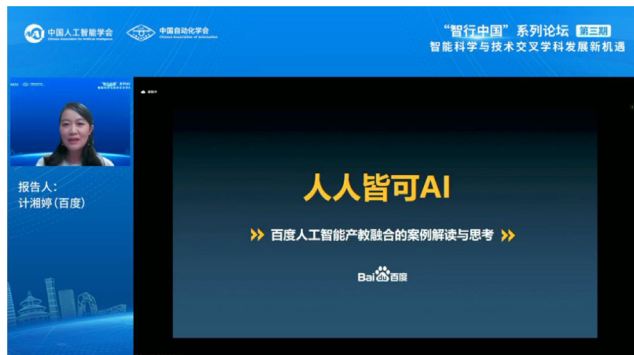 中国人工智能学会
中国自动化学会
“智行中国”系列论坛 第三期
智能科学与技术交叉学科发展新机遇
报告人：
计湘婷(百度)
人人皆可AI
百度人工智能产教融合的案例解读与思考
Bai du 百度